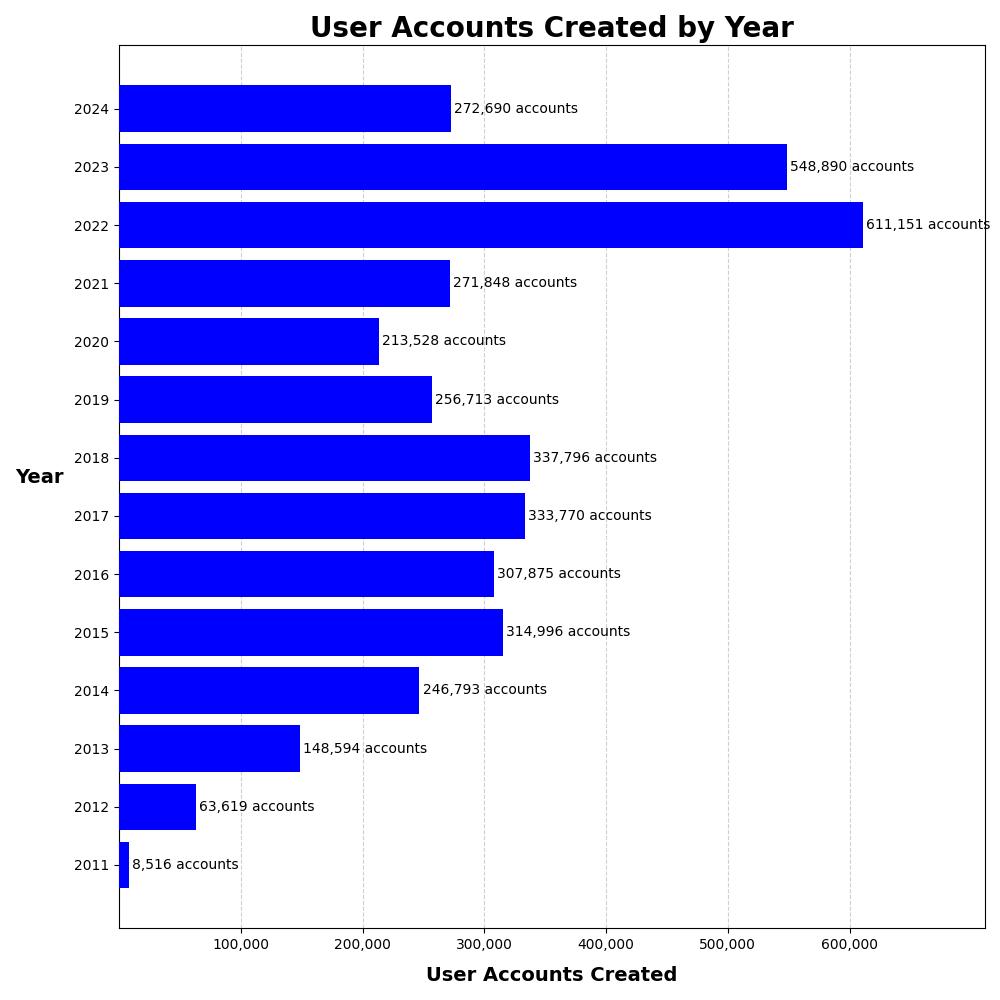 User Accounts Created by Year
2024
272,690 accounts
2023
548,890 accounts
2022
611,151 accounts
2021
271,848 accounts
2020
213,528 accounts
2019
256,713 accounts
2018
337,796 accounts
Year
2017
333,770 accounts
2016
307,875 accounts
2015
314,996 accounts
2014
246,793 accounts
2013
148,594 accounts
2012
63,619 accounts
2011
8,516 accounts
100,000
200,000
300,000
400,000
500,000
600,000
User Accounts Created